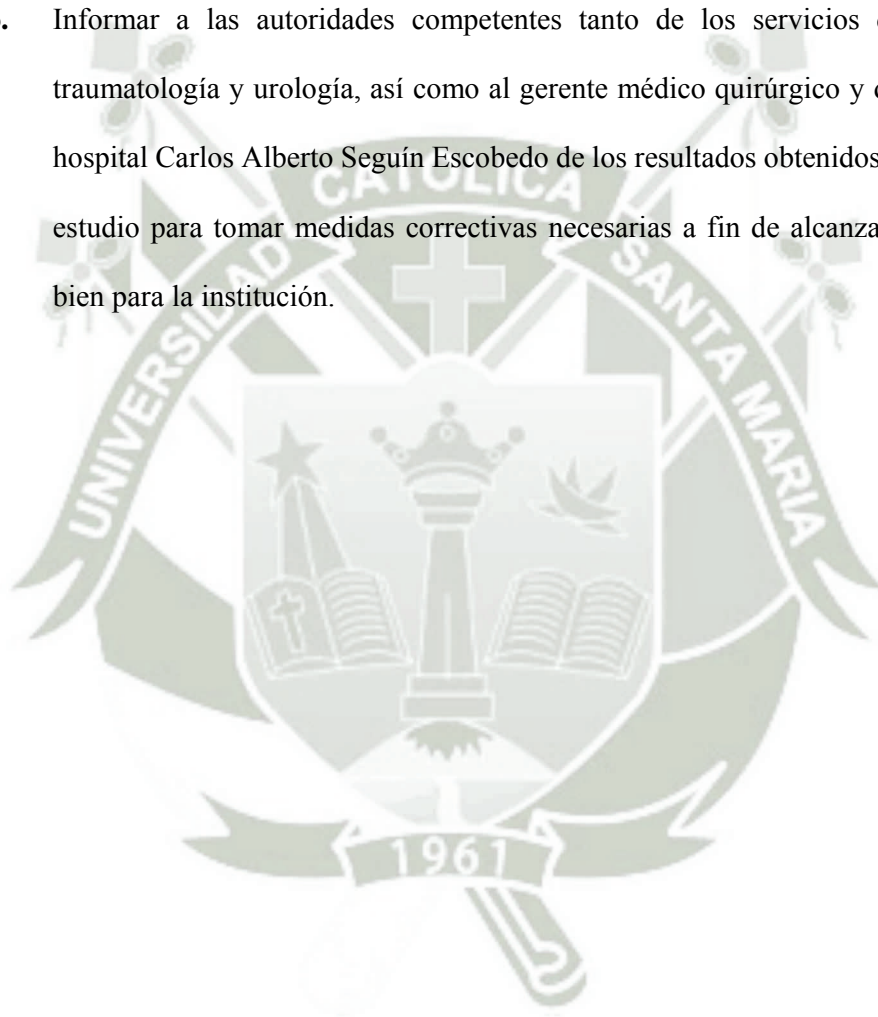 Informar a las autoridades competentes tanto de los servicios
traumatología y urología, así como al gerente médico quirúrgico y
hospital Carlos Alberto Seguín Escobedo de los resultados obtenidos
estudio para tomar medidas correctivas necesarias a fin de alcanza
bien para la institución.
UNIVERSIDAD CATOLICA SANTA MARIA
1961